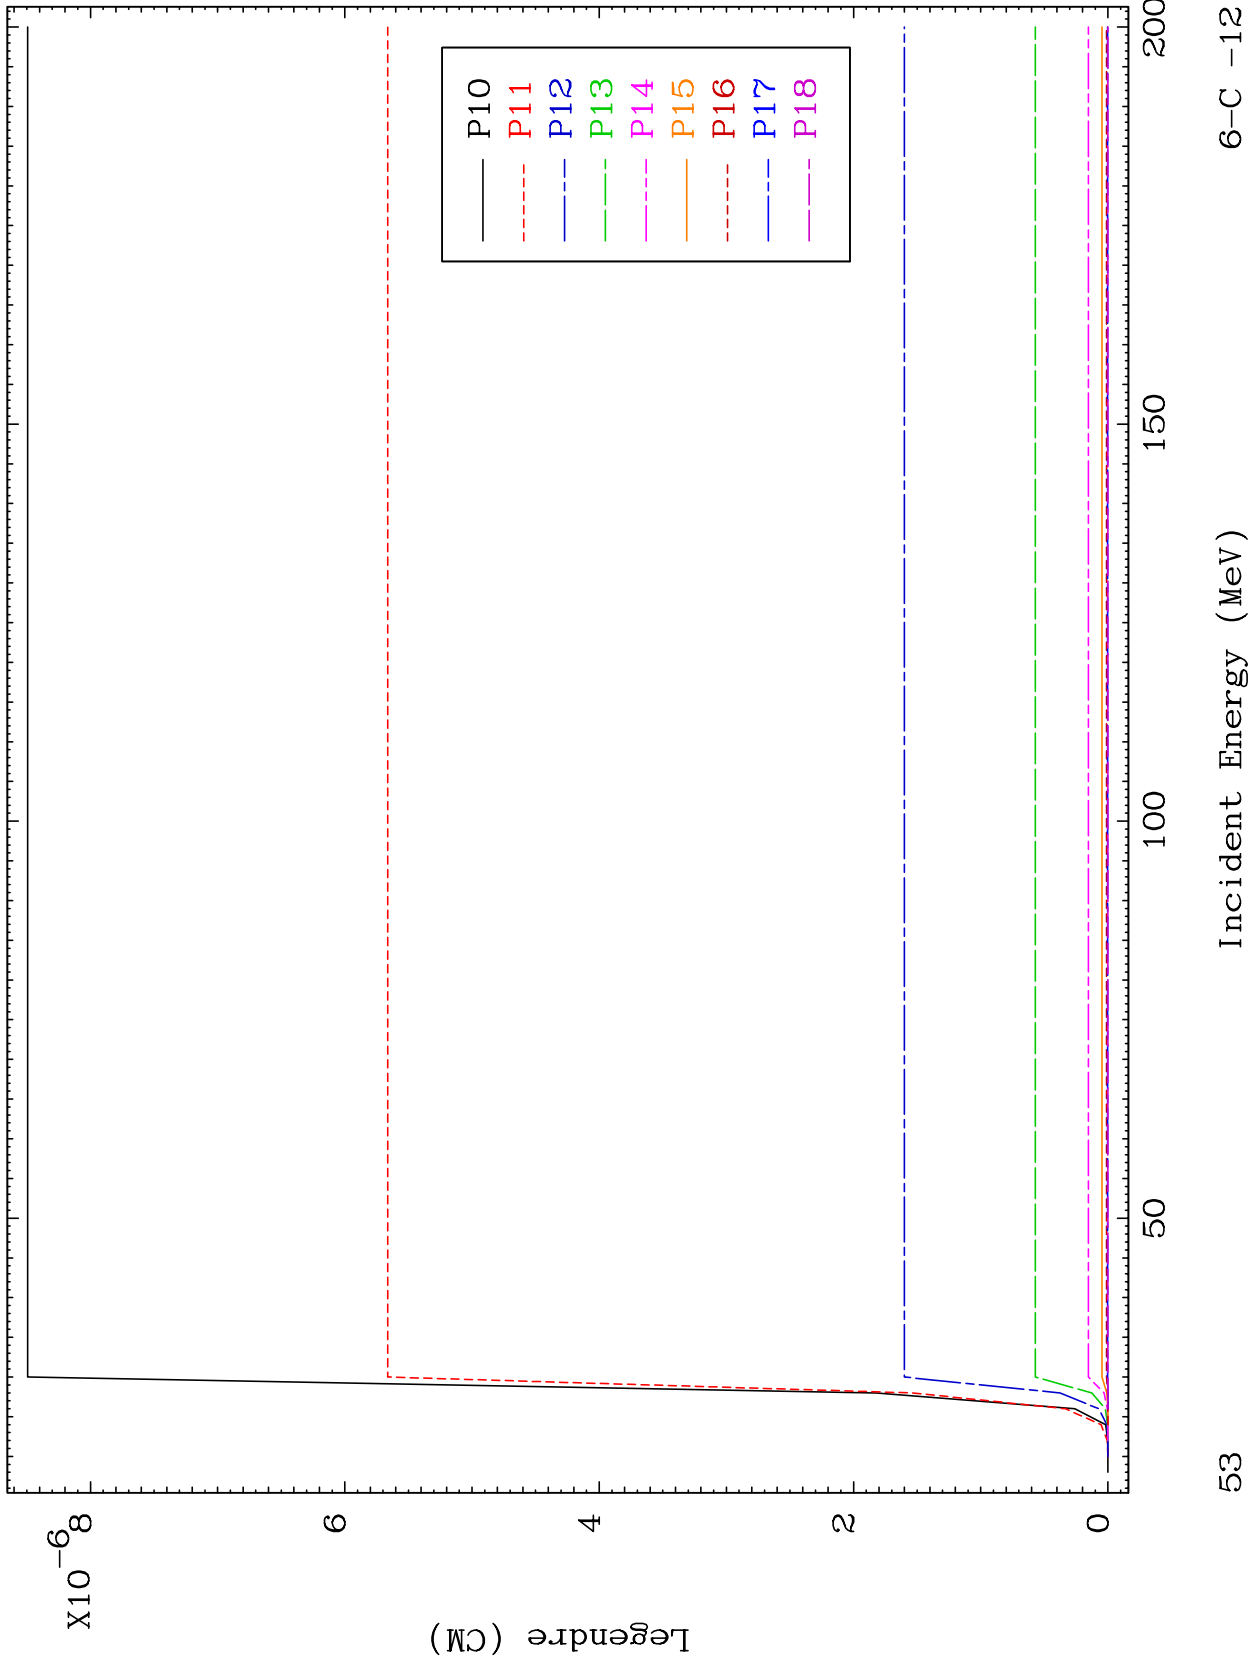 X10-6
8
6
4
2
0
Legendre (CM)
P10
P11
P12
P13
P14
P15
P16
P17
P18
50
100
150
200
Incident Energy (MeV)
53
6-C -12